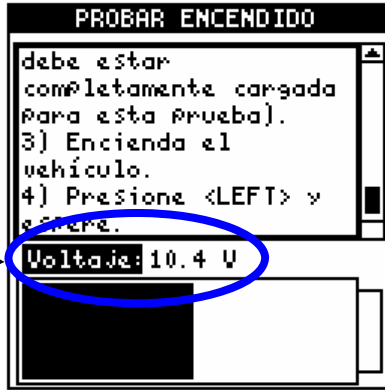 PROBAR ENCENDIDO
debe estar
completamente cargada
para esta prueba).
3) Encienda el
vehículo.
4) Presione <LEFT> y
espere.
Voltaje: 10.4 V